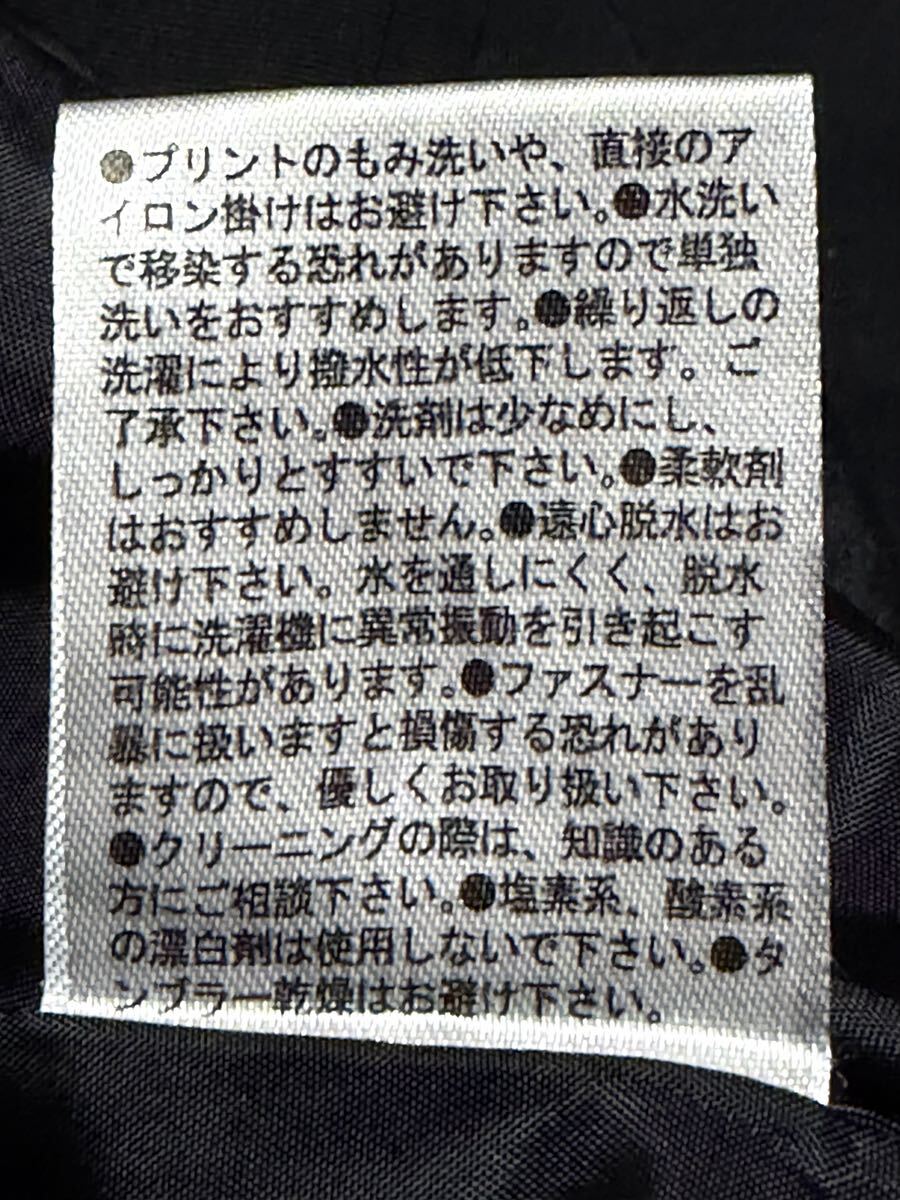 ●プリントのもみ洗いや、直接のア
イロン掛けはお避け下さい。●水洗い
で移染する恐れがありますので単独
洗いをおすすめします。●繰り返しの
洗濯により撥水性が低下します。ご
了承下さい。●洗剤は少なめにし、
しっかりとすすいで下さい。●柔軟剤
はおすすめしません。●遠心脱水はお
避け下さい。水を通しにくく、脱水
時に洗濯機に異常振動を引き起こす
可能性があります。●ファスナーを乱
暴に扱いますと損傷する恐れがあり
ますので、優しくお取り扱い下さい。
●クリーニングの際は、知識のある
方にご相談下さい。●塩素系、酸素系
の漂白剤は使用しないで下さい。●タ
ンブラー乾燥はお避け下さい。